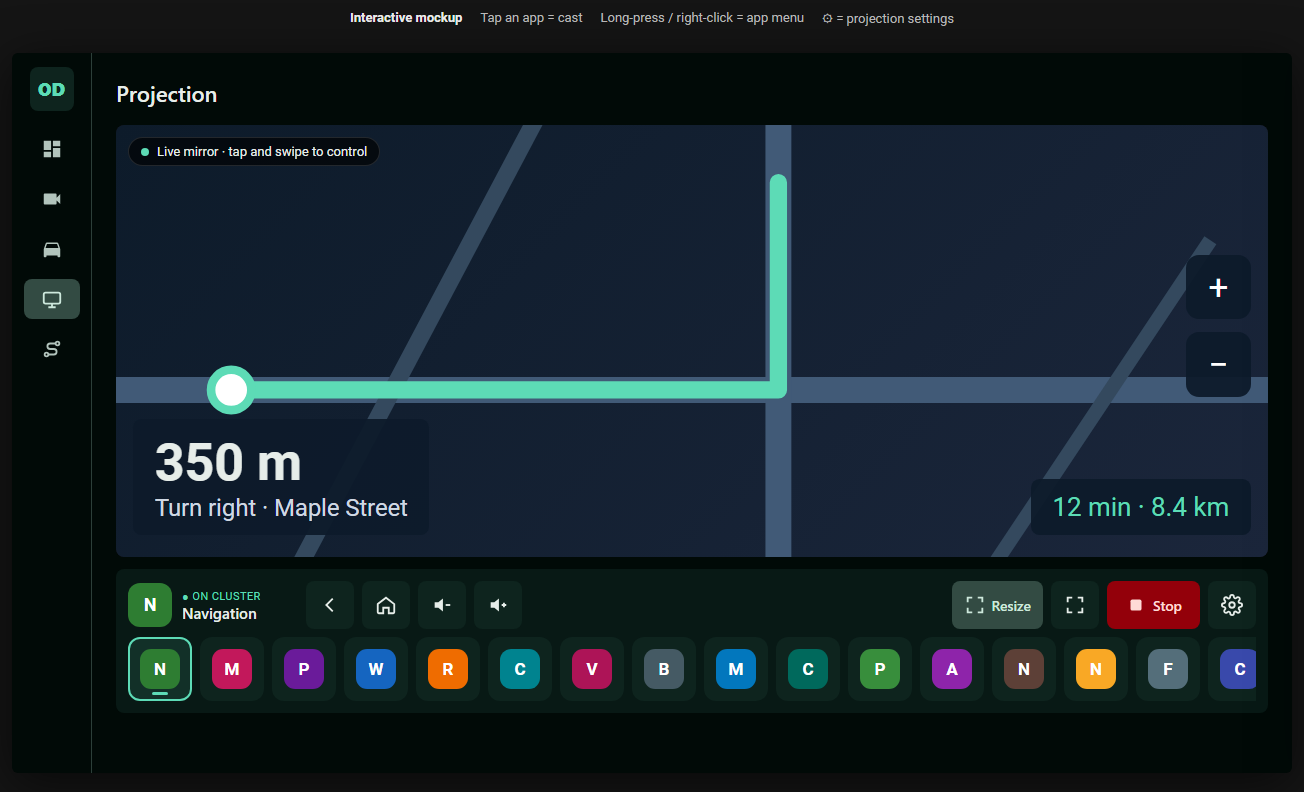 Interactive mockup Tap an app = cast Long-press / right-click = app menu ⚙ = projection settings
OD
Projection
Live mirror · tap and swipe to control
+
−
350 m
Turn right · Maple Street
12 min · 8.4 km
N
ON CLUSTER
Navigation
Resize
Stop
N M P W R C V B M C P A N N F C